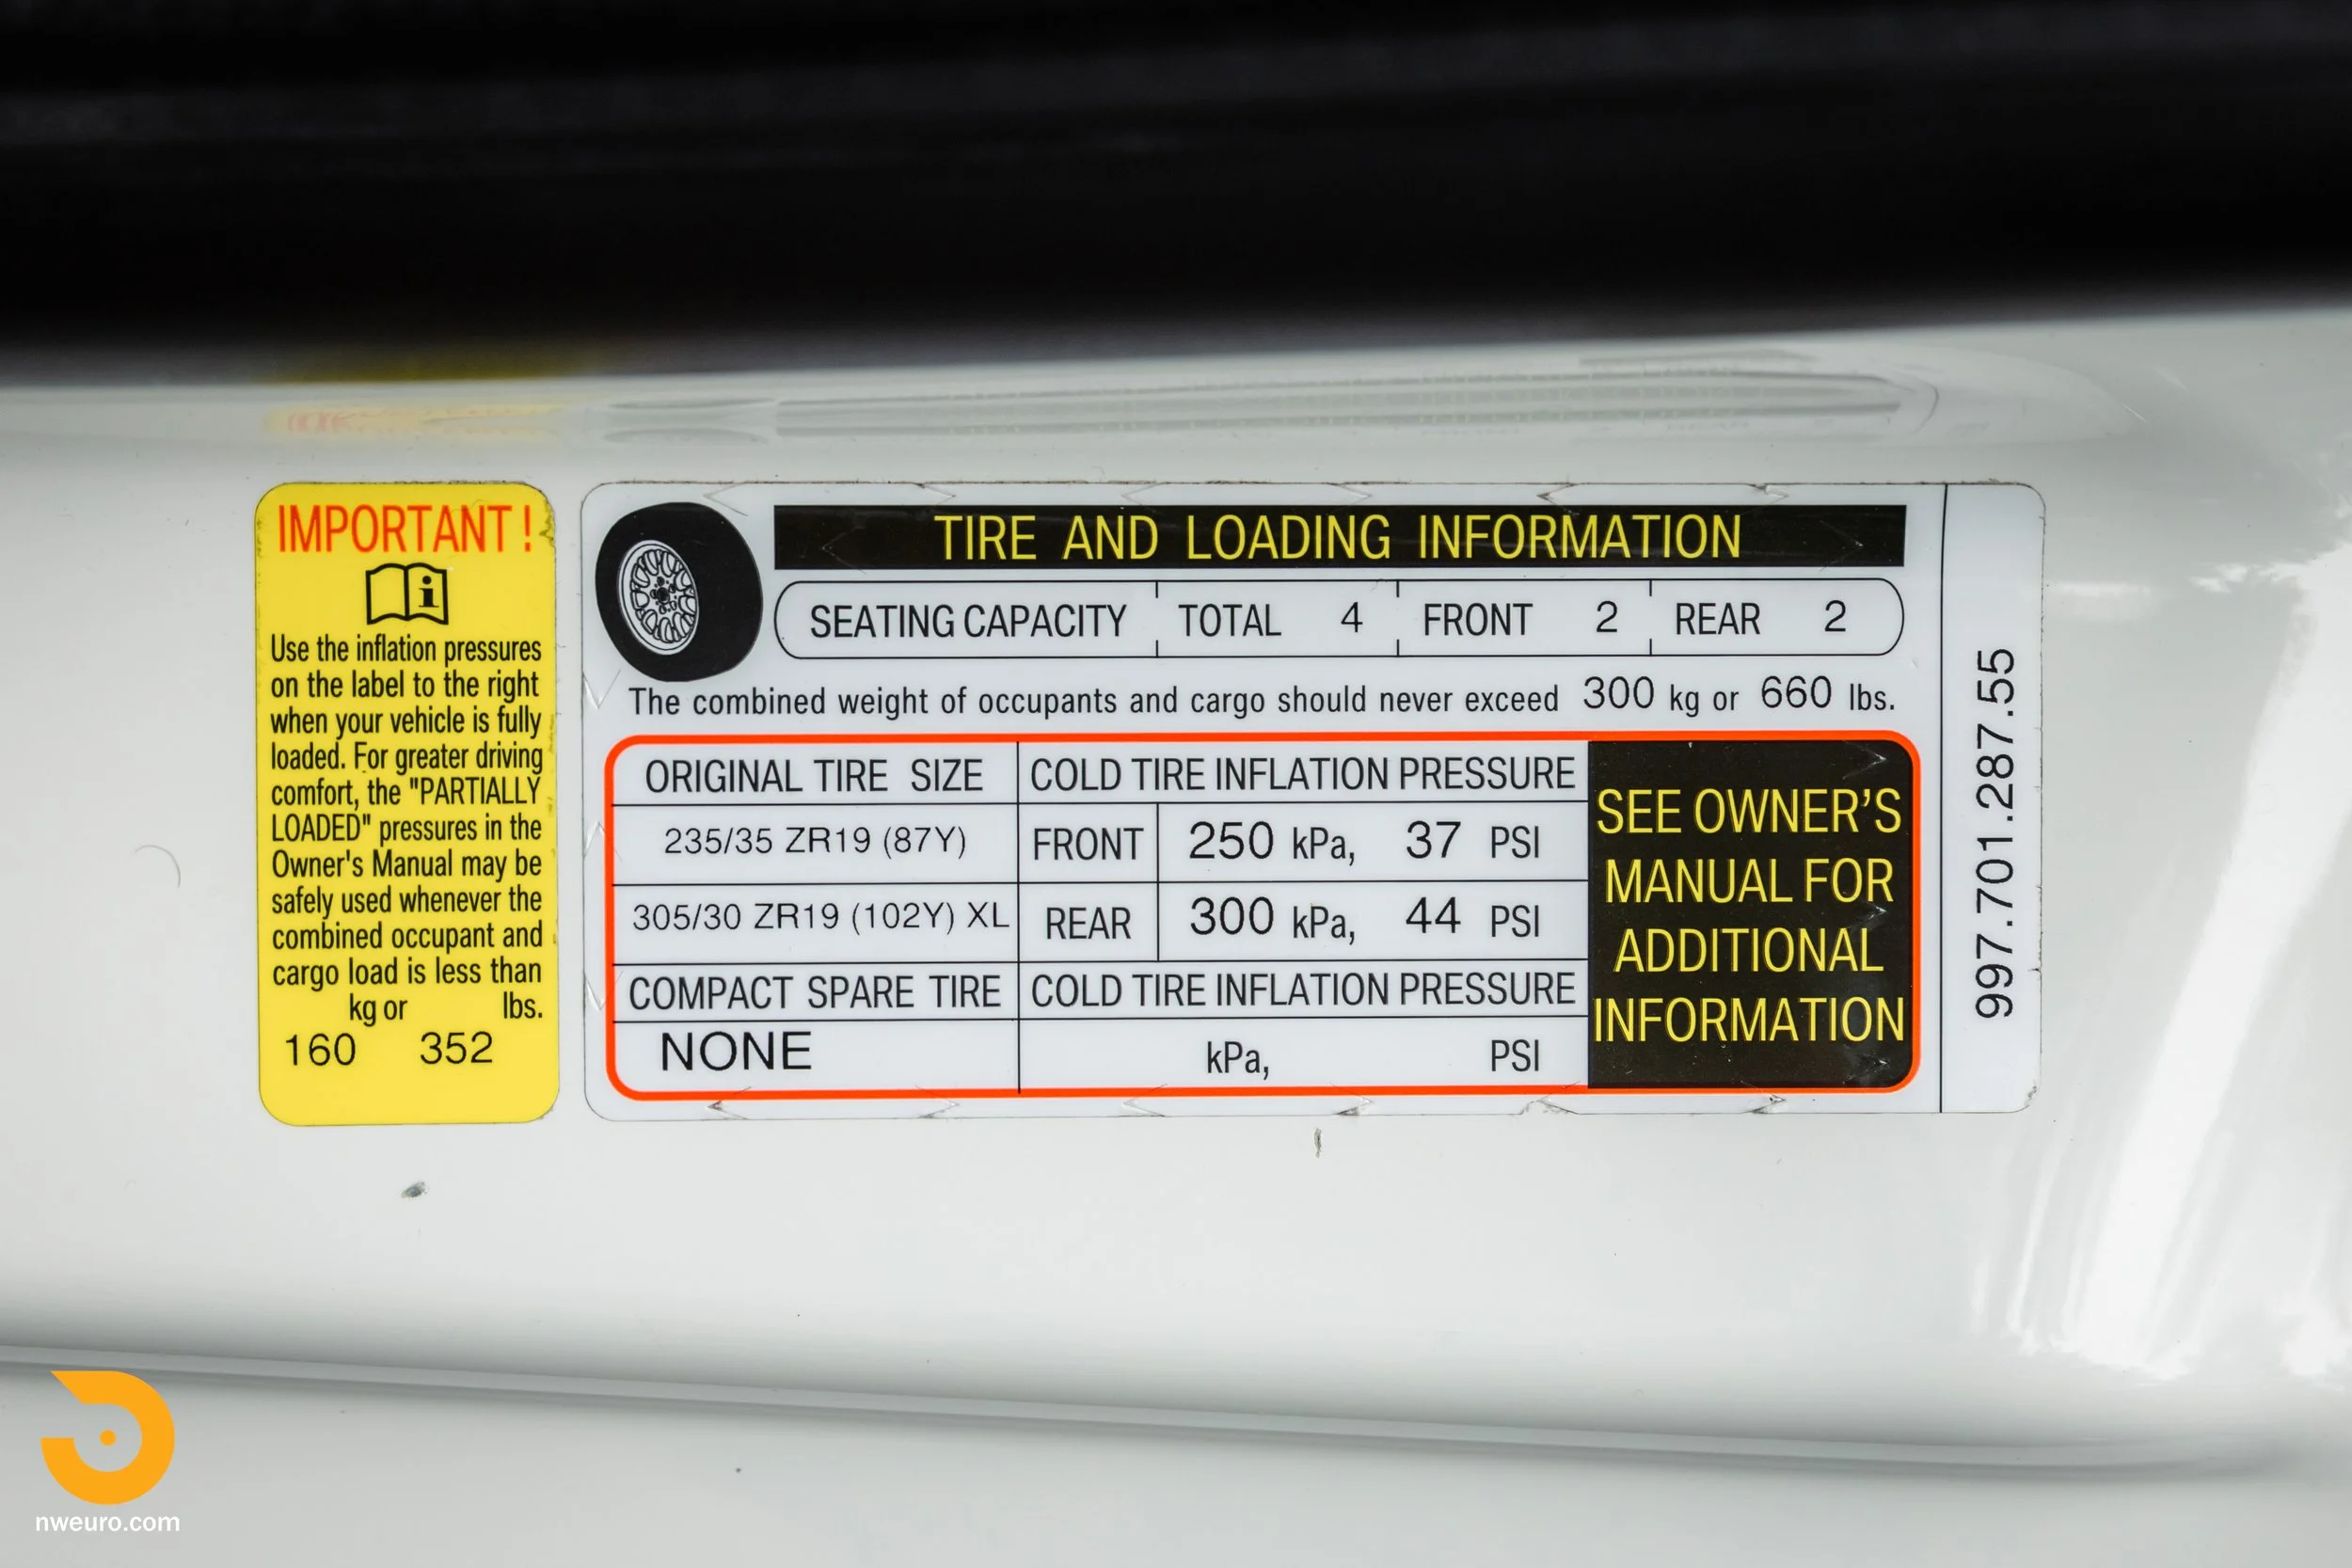 IMPORTANT !
Use the inflation pressures
on the label to the right
when your vehicle is fully
loaded. For greater driving
comfort, the "PARTIALLY
LOADED" pressures in the
Owner's Manual may be
safely used whenever the
combined occupant and
cargo load is less than
kg or lbs.
160 352
TIRE AND LOADING INFORMATION
SEATING CAPACITY TOTAL 4 FRONT 2 REAR 2
The combined weight of occupants and cargo should never exceed 300 kg or 660 lbs.
ORIGINAL TIRE SIZE COLD TIRE INFLATION PRESSURE
235/35 ZR19 (87Y) FRONT 250 kPa, 37 PSI
305/30 ZR19 (102Y) XL REAR 300 kPa, 44 PSI
COMPACT SPARE TIRE COLD TIRE INFLATION PRESSURE
NONE kPa, PSI
SEE OWNER'S
MANUAL FOR
ADDITIONAL
INFORMATION
997.701.287.55
nweuro.com